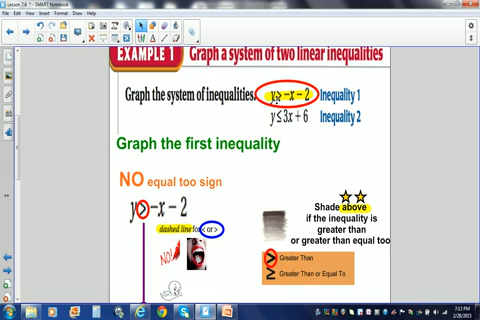 Lesson 7.6 * - SMART Notebook
File Edit View Insert Format Draw Help
EXAMPLE 1 Graph a system of two linear inequalities
Graph the system of inequalities. y > −x − 2 Inequality 1
y ≤ 3x + 6 Inequality 2
Graph the first inequality
NO equal too sign
y > −x − 2
dashed line for < or >
NO!
Shade above
if the inequality is
greater than
or greater than equal too
> Greater Than
≥ Greater Than or Equal To
7:13 PM
2/28/2015